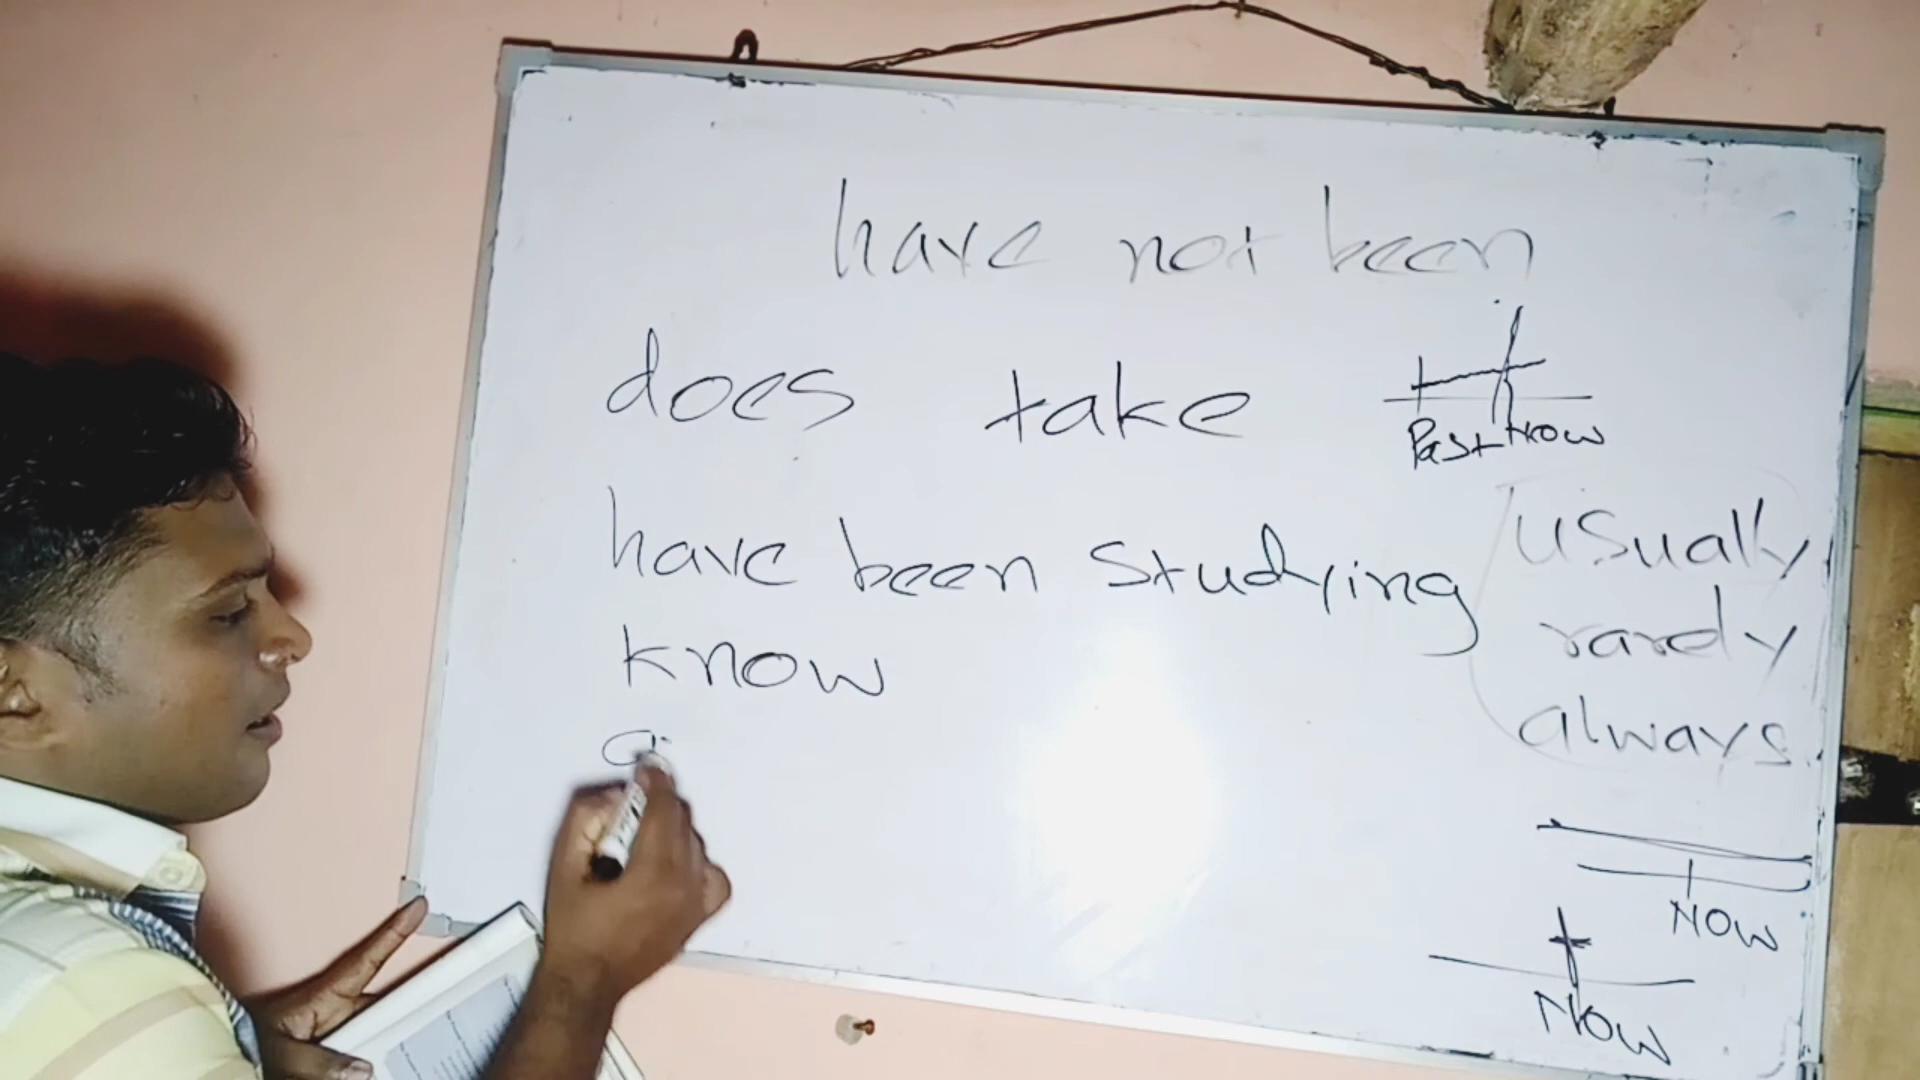 have not been
does take
Past Now
have been studying
usually
know
rarely
always.
Now
Now